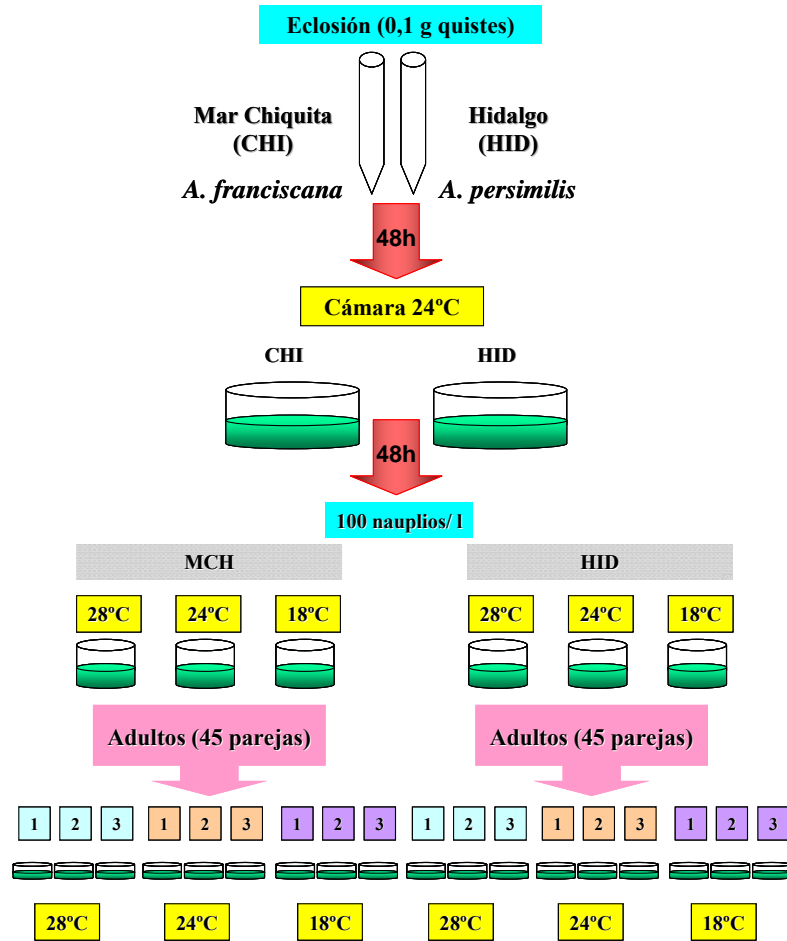 Eclosión (0,1 g quistes)
Mar Chiquita
(CHI)
Hidalgo
(HID)
A. franciscana
A. persimilis
48h
Cámara 24ºC
CHI
HID
48h
100 nauplios/ l
MCH
HID
28ºC
24ºC
18ºC
28ºC
24ºC
18ºC
Adultos (45 parejas)
Adultos (45 parejas)
1 2 3 1 2 3 1 2 3 1 2 3 1 2 3 1 2 3
28ºC
24ºC
18ºC
28ºC
24ºC
18ºC